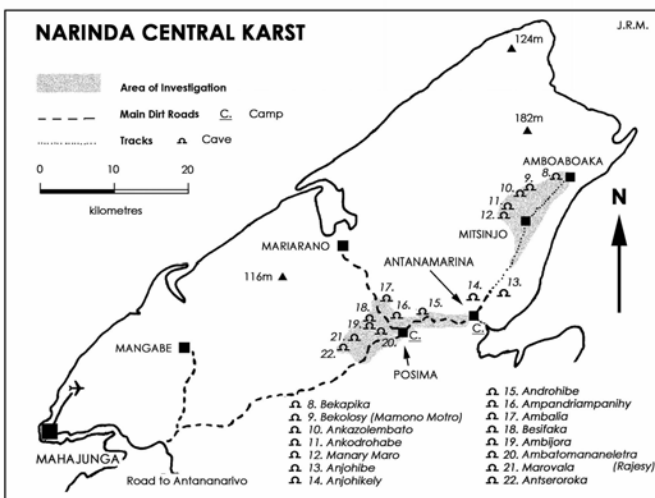 NARINDA CENTRAL KARST
J.R.M.
Area of Investigation
Main Dirt Roads C. Camp
Tracks Cave
0 10 20
kilometres
124m
182m
AMBOABOAKA
8.
9.
10.
11.
12.
MITSINJO
N
MARIARANO
ANTANAMARINA
116m
14.
13.
17.
15.
18.
16.
19.
C.
C.
21.
20.
22.
MANGABE
POSIMA
MAHAJUNGA
Road to Antananarivo
8. Bekapika
9. Bekolosy (Mamono Motro)
10. Ankazolembato
11. Ankodrohabe
12. Manary Maro
13. Anjohibe
14. Anjohikely
15. Androhibe
16. Ampandriampanihy
17. Ambalia
18. Besifaka
19. Ambijora
20. Ambatomananeletra
21. Marovala (Rajesy)
22. Antseroroka